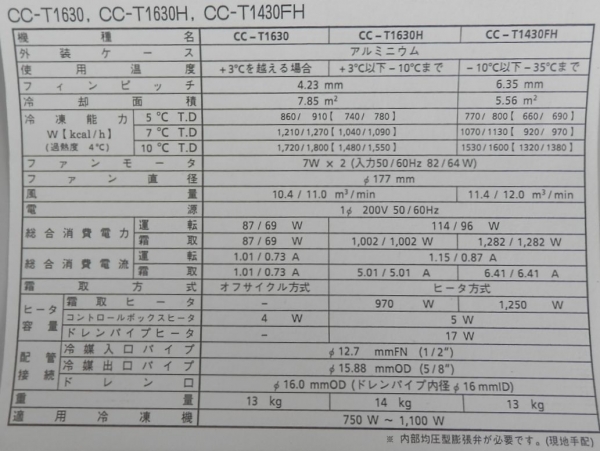 CC-T1630, CC-T1630H, CC-T1430FH
機種名 CC-T1630 CC-T1630H CC-T1430FH
外装ケース アルミニウム
使用温度 +3℃を越える場合 +3℃以下-10℃まで -10℃以下-35℃まで
フィンピッチ 4.23 mm 6.35 mm
冷却面積 7.85 m² 5.56 m²
冷凍能力 W[kcal/h] (過熱度 4℃) 5℃T.D 860/ 910[ 740/ 780] 770/ 800[ 660/ 690]
7℃T.D 1,210/1,270[1,040/1,090] 1070/1130[ 920/ 970]
10℃T.D 1,720/1,800[1,480/1,550] 1530/1600[1320/1380]
ファンモータ 7W × 2 (入力50/60Hz 82/64W)
ファン直径 φ177 mm
風量 10.4/11.0 m³/min 11.4/12.0 m³/min
電源 1φ 200V 50/60Hz
総合消費電力 運転 87/69 W 114/96 W
霜取 87/69 W 1,002/1,002 W 1,282/1,282 W
総合消費電流 運転 1.01/0.73 A 1.15/0.87 A
霜取 1.01/0.73 A 5.01/5.01 A 6.41/6.41 A
霜取方式 オフサイクル方式 ヒータ方式
ヒータ容量 霜取ヒータ - 970 W 1,250 W
コントロールボックスヒータ 4 W 5 W
ドレンパイプヒータ - 17 W
配管接続 冷媒入口パイプ φ12.7 mmFN (1/2")
冷媒出口パイプ φ15.88 mmOD (5/8")
ドレン口 φ16.0 mmOD (ドレンパイプ内径φ16 mmID)
重量 13 kg 14 kg 13 kg
適用冷凍機 750 W ~ 1,100 W
※ 内部均圧型膨張弁が必要です。(現地手配)